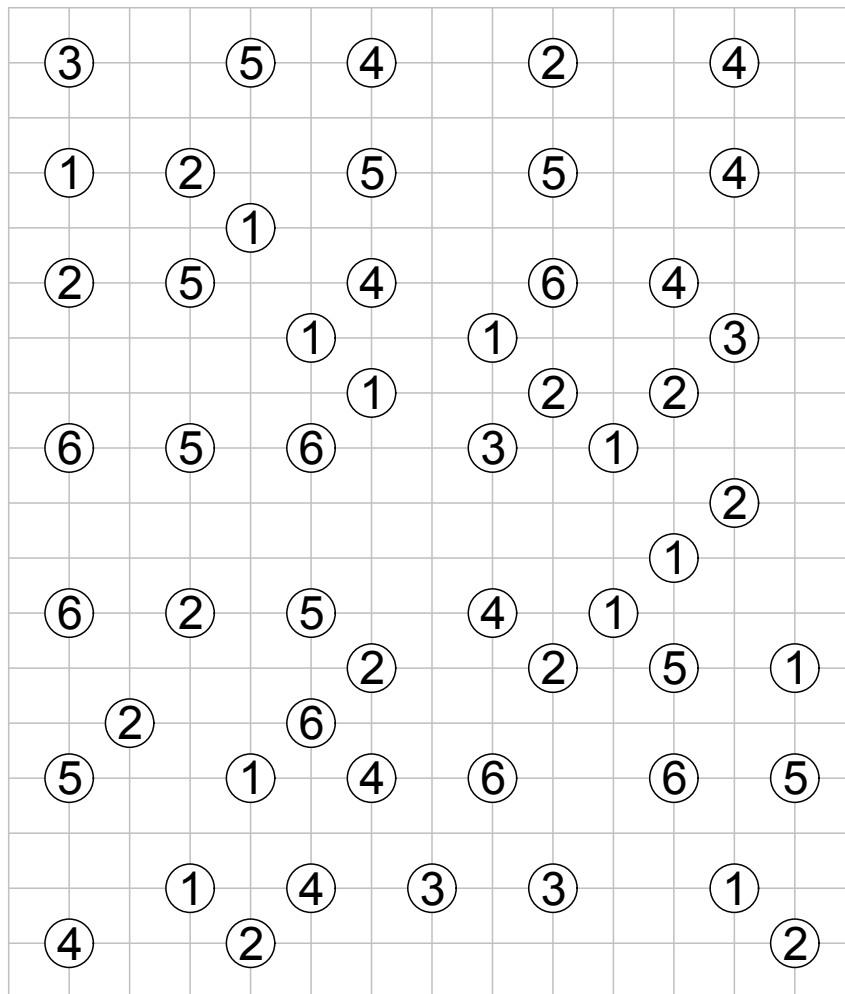 3 5 4 2 4
1 2 5 5 4
1
2 5 4 6 4
1 1 3
1 2 2
6 5 6 3 1
2
1
6 2 5 4 1
2 2 5 1
2 6
5 1 4 6 6 5
1 4 3 3 1
4 2 2